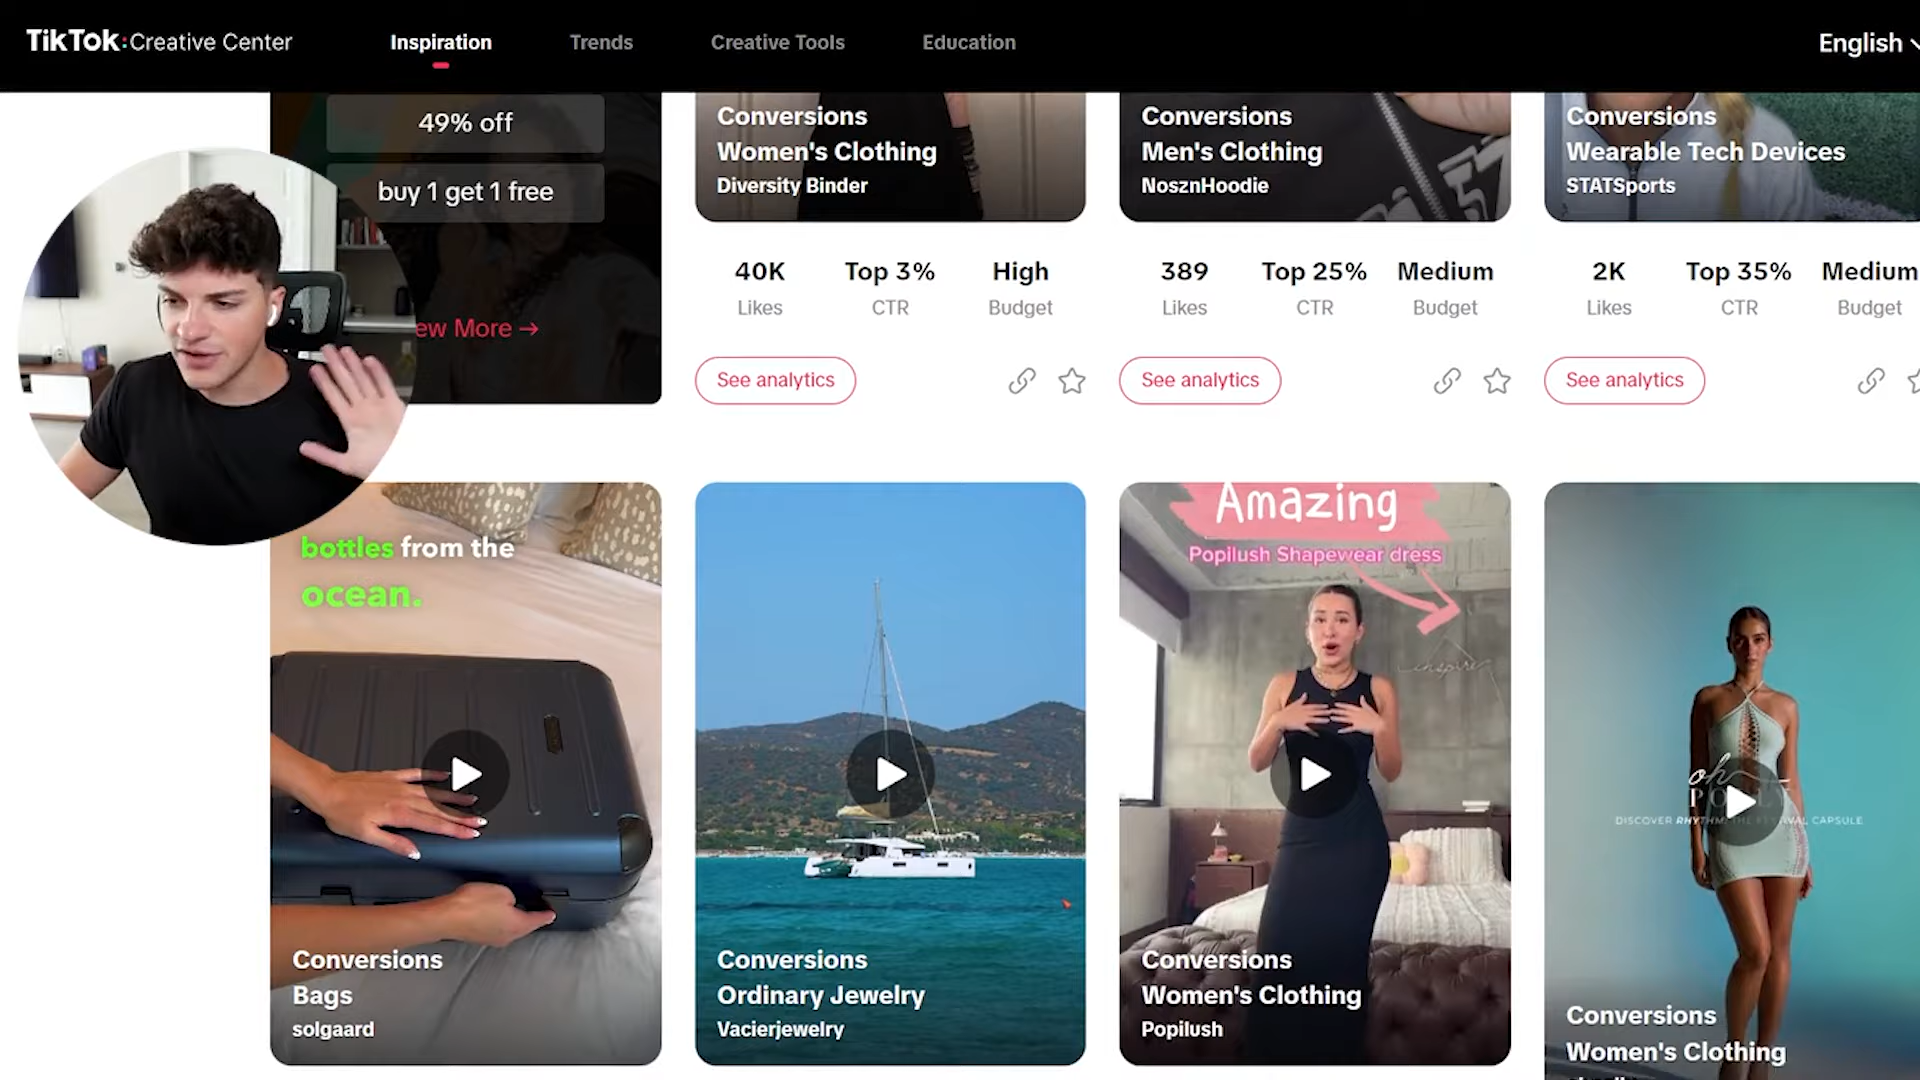 TikTok:Creative Center
Inspiration
Trends
Creative Tools
Education
English
49% off
buy 1 get 1 free
ew More →
Conversions
Women's Clothing
Diversity Binder
40K
Likes
Top 3%
CTR
High
Budget
See analytics
Conversions
Men's Clothing
NosznHoodie
389
Likes
Top 25%
CTR
Medium
Budget
See analytics
Conversions
Wearable Tech Devices
STATSports
2K
Likes
Top 35%
CTR
Medium
Budget
See analytics
bottles from the
ocean.
Conversions
Bags
solgaard
Conversions
Ordinary Jewelry
Vacierjewelry
Amazing
Popilush Shapewear dress
inspire
Conversions
Women's Clothing
Popilush
oh
DISCOVER
CAPSULE
Conversions
Women's Clothing